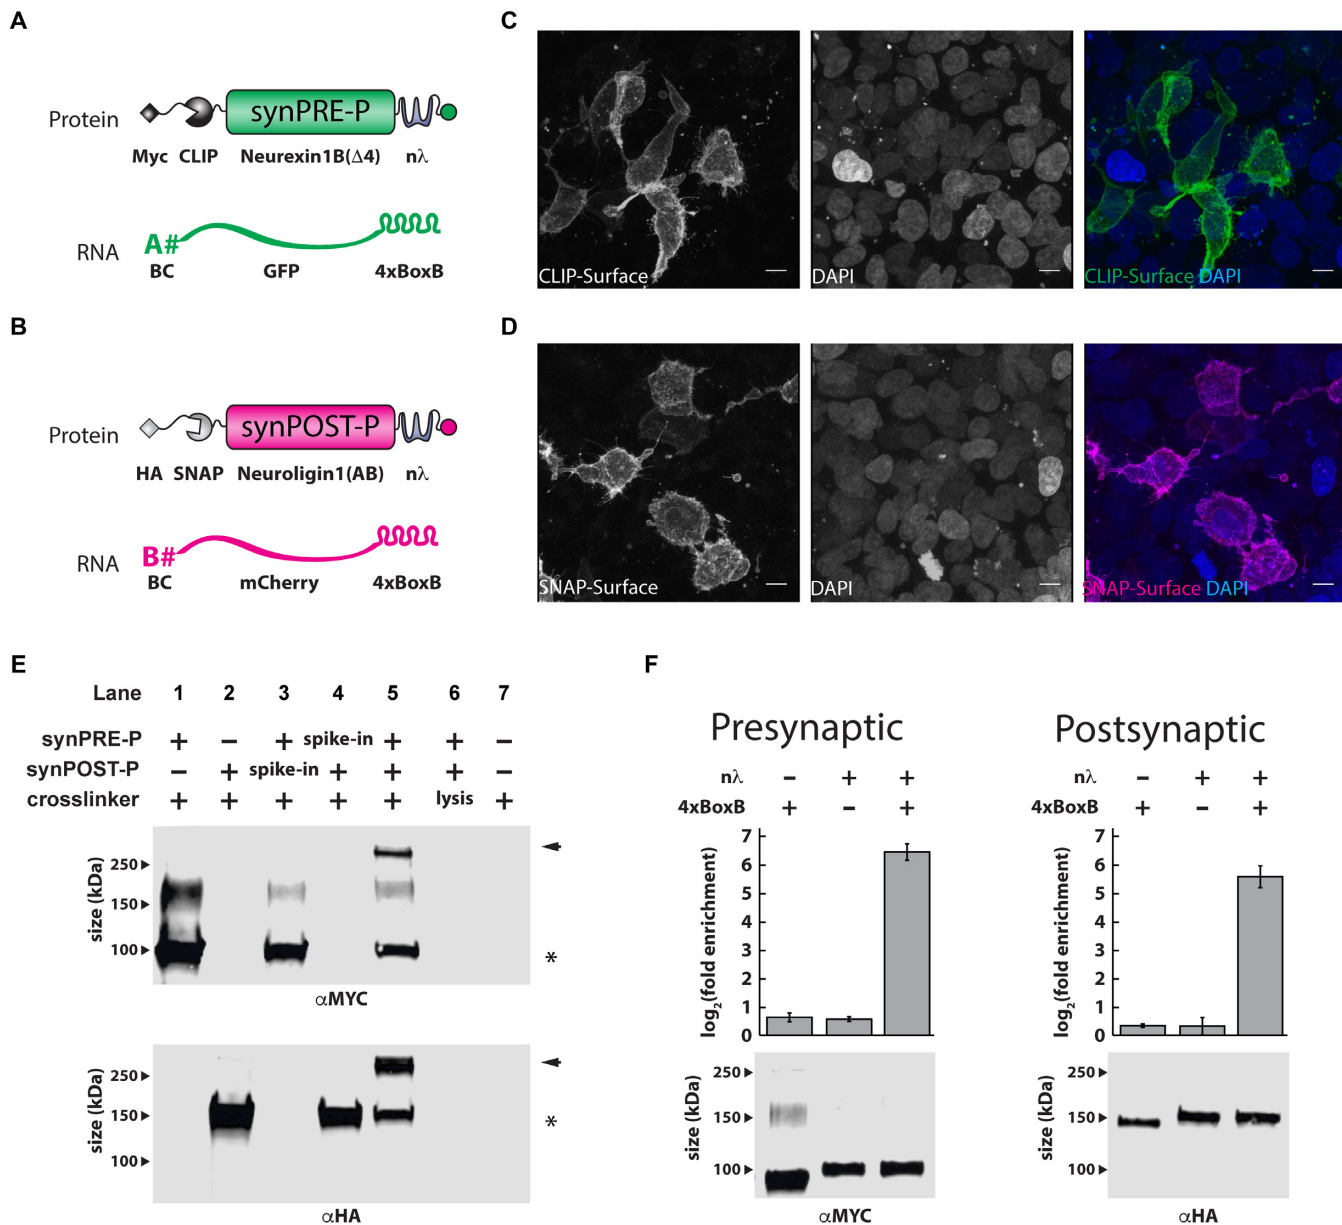 A
Protein
synPRE-P
Myc CLIP Neurexin1B(Δ4) nλ
RNA
A#
BC GFP 4xBoxB
B
Protein
synPOST-P
HA SNAP Neuroligin1(AB) nλ
RNA
B#
BC mCherry 4xBoxB
C
CLIP-Surface
DAPI
CLIP-Surface DAPI
D
SNAP-Surface
DAPI
SNAP-Surface DAPI
E
Lane 1 2 3 4 5 6 7
synPRE-P + − + spike-in + + −
synPOST-P − + spike-in + + + −
crosslinker + + + + + lysis +
size (kDa)
250
150
100
*
αMYC
size (kDa)
250
150
100
*
αHA
F
Presynaptic
nλ − + +
4xBoxB + − +
log2(fold enrichment)
7
6
5
4
3
2
1
0
size (kDa)
250
150
100
αMYC
Postsynaptic
nλ − + +
4xBoxB + − +
log2(fold enrichment)
7
6
5
4
3
2
1
0
size (kDa)
250
150
100
αHA